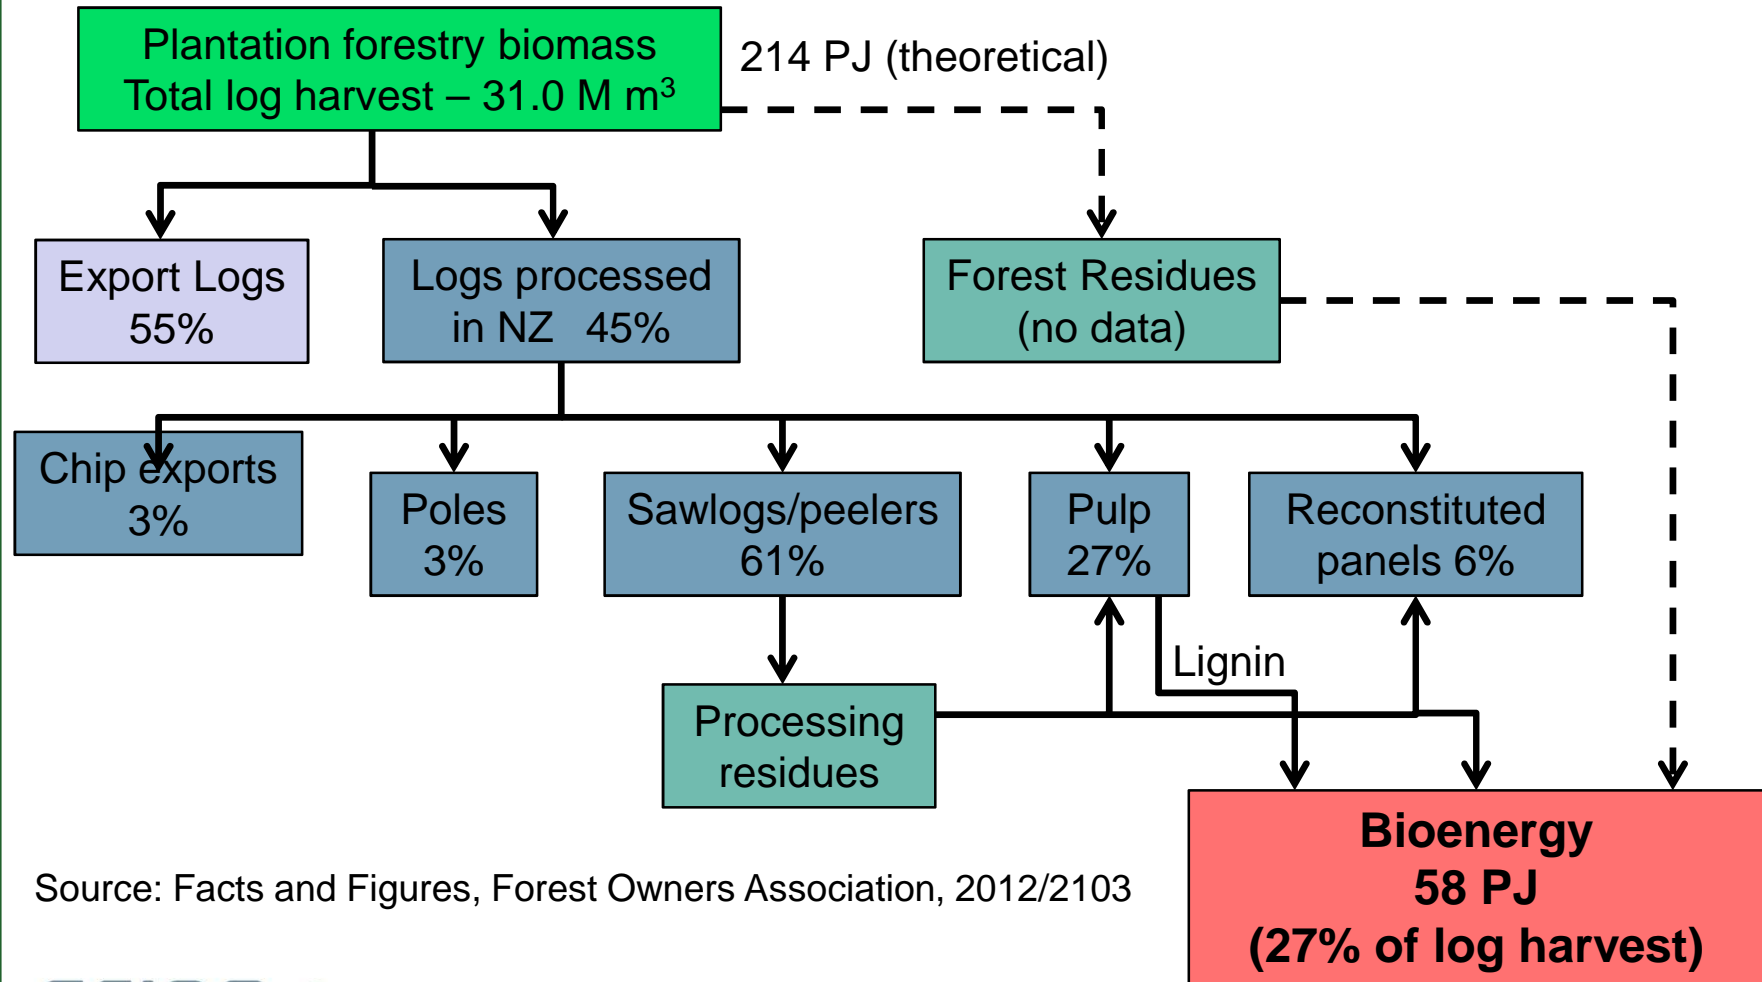 Plantation forestry biomass
Total log harvest – 31.0 M m³
214 PJ (theoretical)
Export Logs
55%
Logs processed
in NZ 45%
Forest Residues
(no data)
Chip exports
3%
Poles
3%
Sawlogs/peelers
61%
Pulp
27%
Reconstituted
panels 6%
Lignin
Processing
residues
Bioenergy
58 PJ
(27% of log harvest)
Source: Facts and Figures, Forest Owners Association, 2012/2103